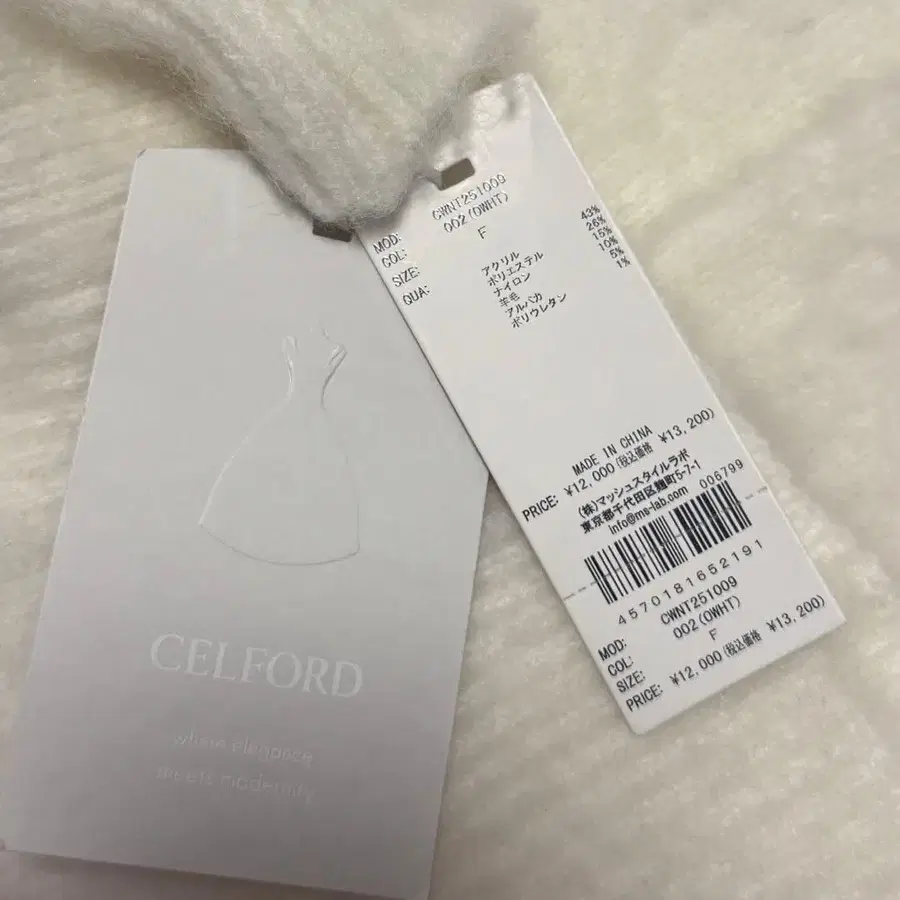 CELFORD
where elegance
meets modernity
MOD: CWNT251009
COL: 002(OWHT)
SIZE: F
QUA: アクリル 43%
ポリエステル 26%
ナイロン 15%
羊毛 10%
アルパカ 5%
ポリウレタン 1%
MADE IN CHINA
PRICE: ¥12,000(税込価格 ¥13,200)
(株)マッシュスタイルラボ
東京都千代田区麹町5-7-1
info@ms-lab.com 006799
4570181652191
MOD: CWNT251009
COL: 002(OWHT)
SIZE: F
PRICE: ¥12,000(税込価格 ¥13,200)